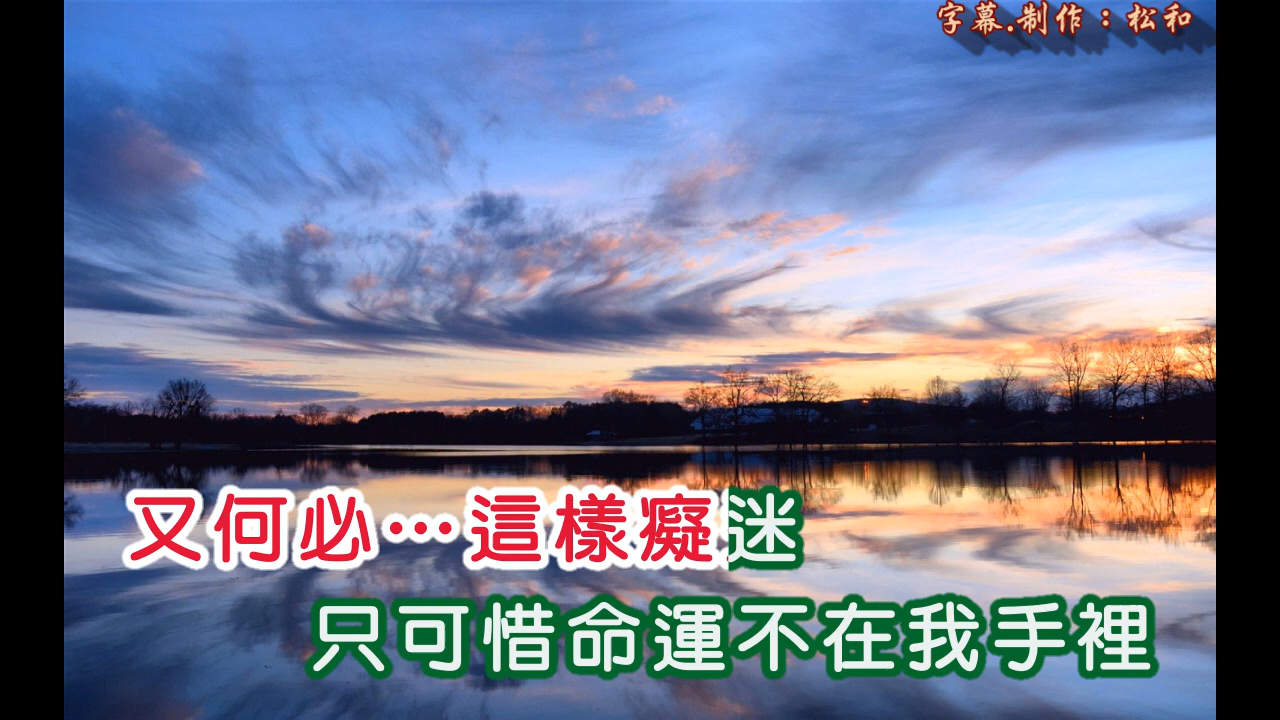 字幕.制作：松和
又何必…這樣癡迷
只可惜命運不在我手裡